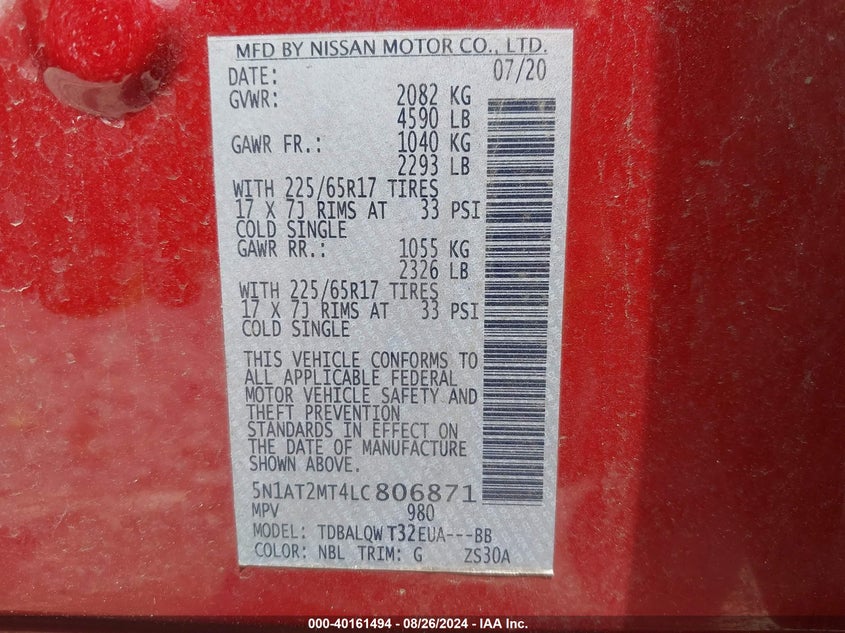 MFD BY NISSAN MOTOR CO., LTD.
DATE: 07/20
GVWR: 2082 KG
4590 LB
GAWR FR.: 1040 KG
2293 LB
WITH 225/65R17 TIRES
17 X 7J RIMS AT 33 PSI
COLD SINGLE
GAWR RR.: 1055 KG
2326 LB
WITH 225/65R17 TIRES
17 X 7J RIMS AT 33 PSI
COLD SINGLE
THIS VEHICLE CONFORMS TO
ALL APPLICABLE FEDERAL
MOTOR VEHICLE SAFETY AND
THEFT PREVENTION
STANDARDS IN EFFECT ON
THE DATE OF MANUFACTURE
SHOWN ABOVE.
5N1AT2MT4LC806871
MPV 980
MODEL: TDBALQW T32EUA---BB
COLOR: NBL TRIM: G ZS30A
000-40161494 - 08/26/2024 - IAA Inc.